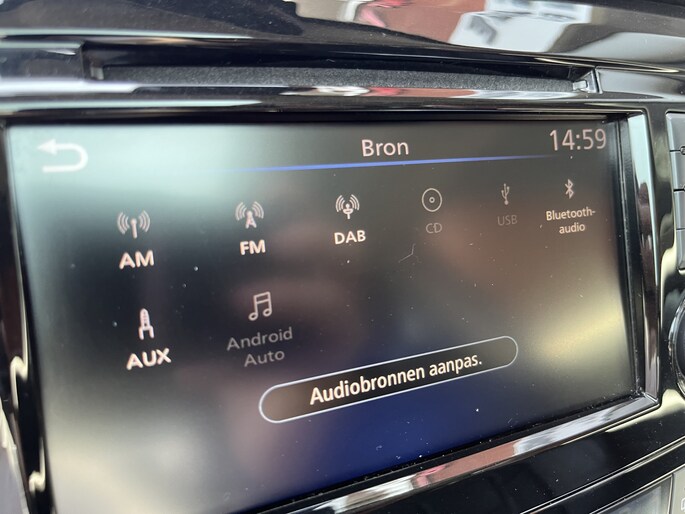 Bron
14:59
AM
FM
DAB
CD
USB
Bluetooth-
audio
AUX
Android
Auto
Audiobronnen aanpas.